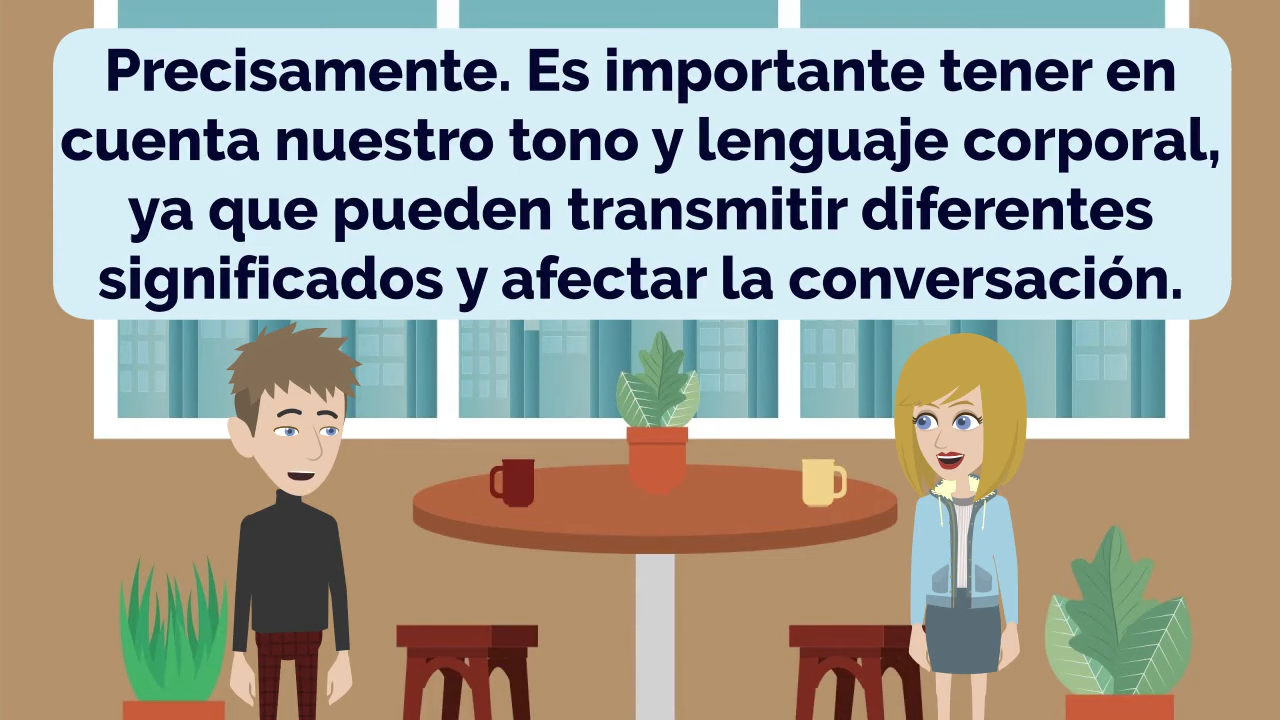 Precisamente. Es importante tener en
cuenta nuestro tono y lenguaje corporal,
ya que pueden transmitir diferentes
significados y afectar la conversación.